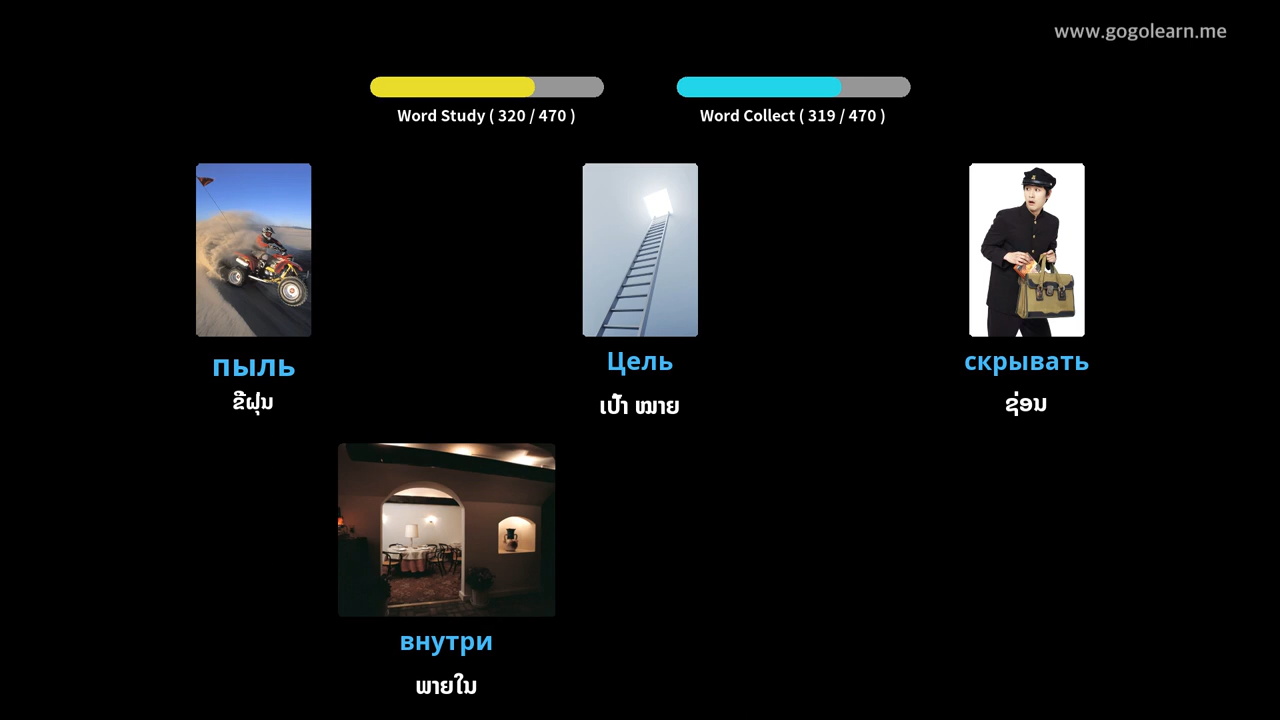 www.gogolearn.me
Word Study ( 320 / 470 )
Word Collect ( 319 / 470 )
пыль
ຂີ້ຝຸ່ນ
Цель
ເປົ້າ ໝາຍ
скрывать
ຊ່ອນ
внутри
ພາຍໃນ